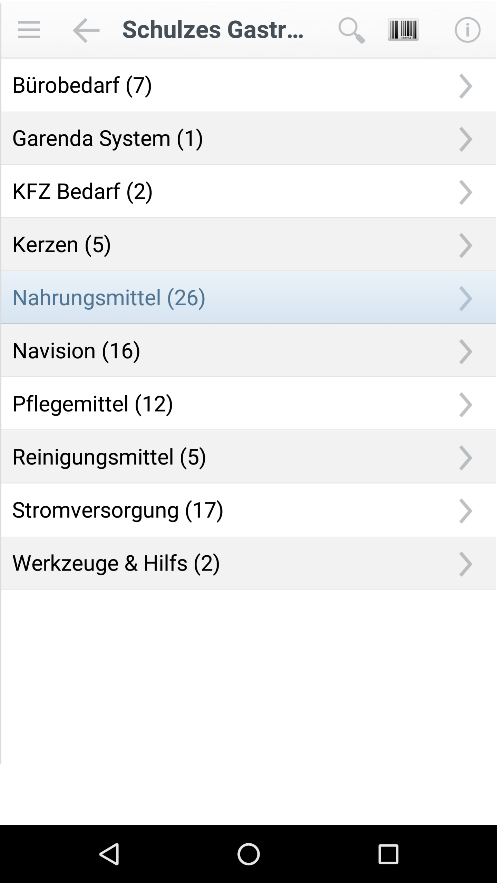 Schulzes Gastr...
Bürobedarf (7)
Garenda System (1)
KFZ Bedarf (2)
Kerzen (5)
Nahrungsmittel (26)
Navision (16)
Pflegemittel (12)
Reinigungsmittel (5)
Stromversorgung (17)
Werkzeuge & Hilfs (2)